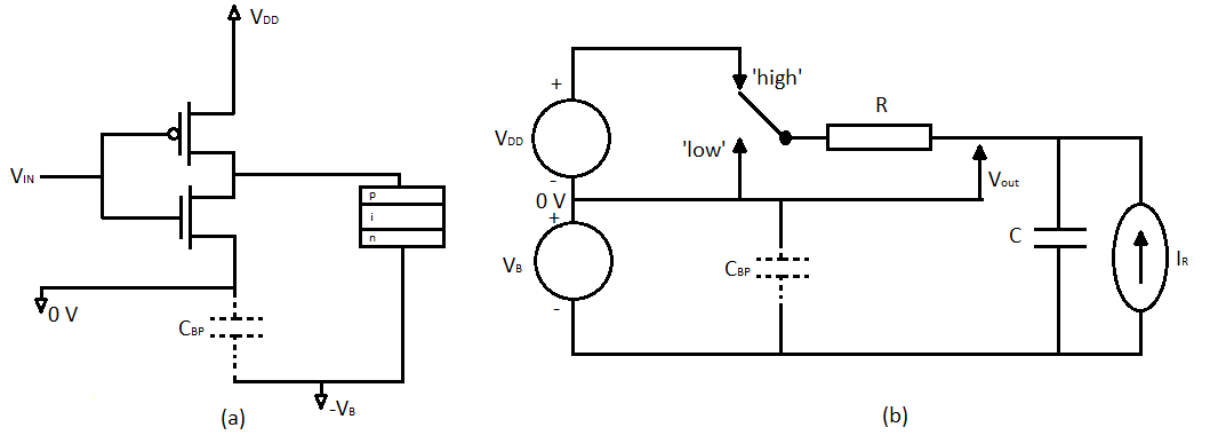 VDD
VIN
p
i
n
0 V
CBP
-VB
(a)
+
'high'
R
VDD
'low'
-
0 V
+
Vout
VB
CBP
C
IR
-
(b)